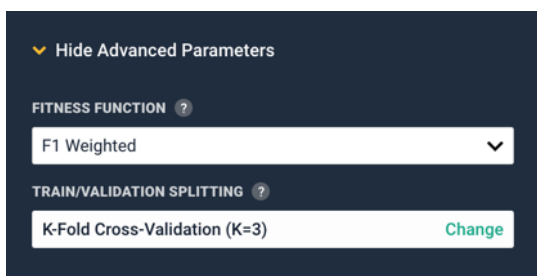 Hide Advanced Parameters
FITNESS FUNCTION ?
F1 Weighted
TRAIN/VALIDATION SPLITTING ?
K-Fold Cross-Validation (K=3) Change